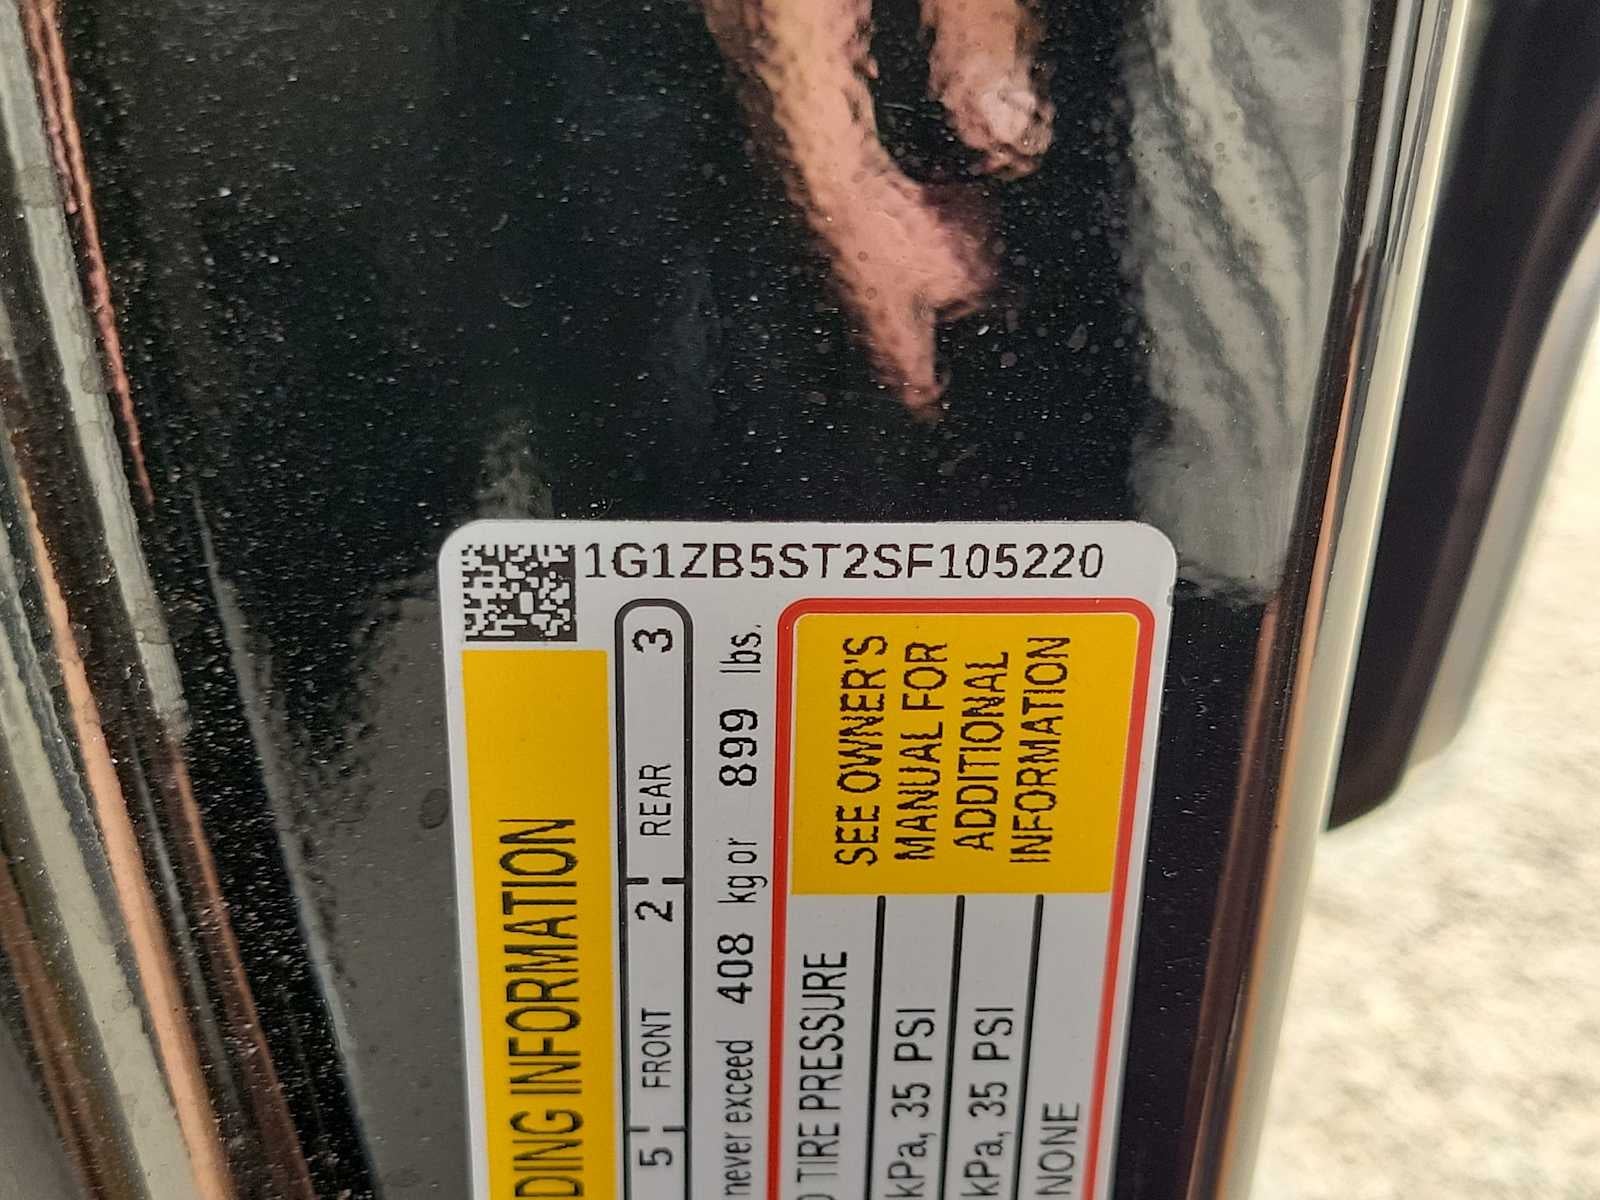 1G1ZB5ST2SF105220
DING INFORMATION
5 FRONT 2 REAR 3
never exceed 408 kg or 899 lbs.
TIRE PRESSURE
kPa, 35 PSI
kPa, 35 PSI
NONE
SEE OWNER'S
MANUAL FOR
ADDITIONAL
INFORMATION